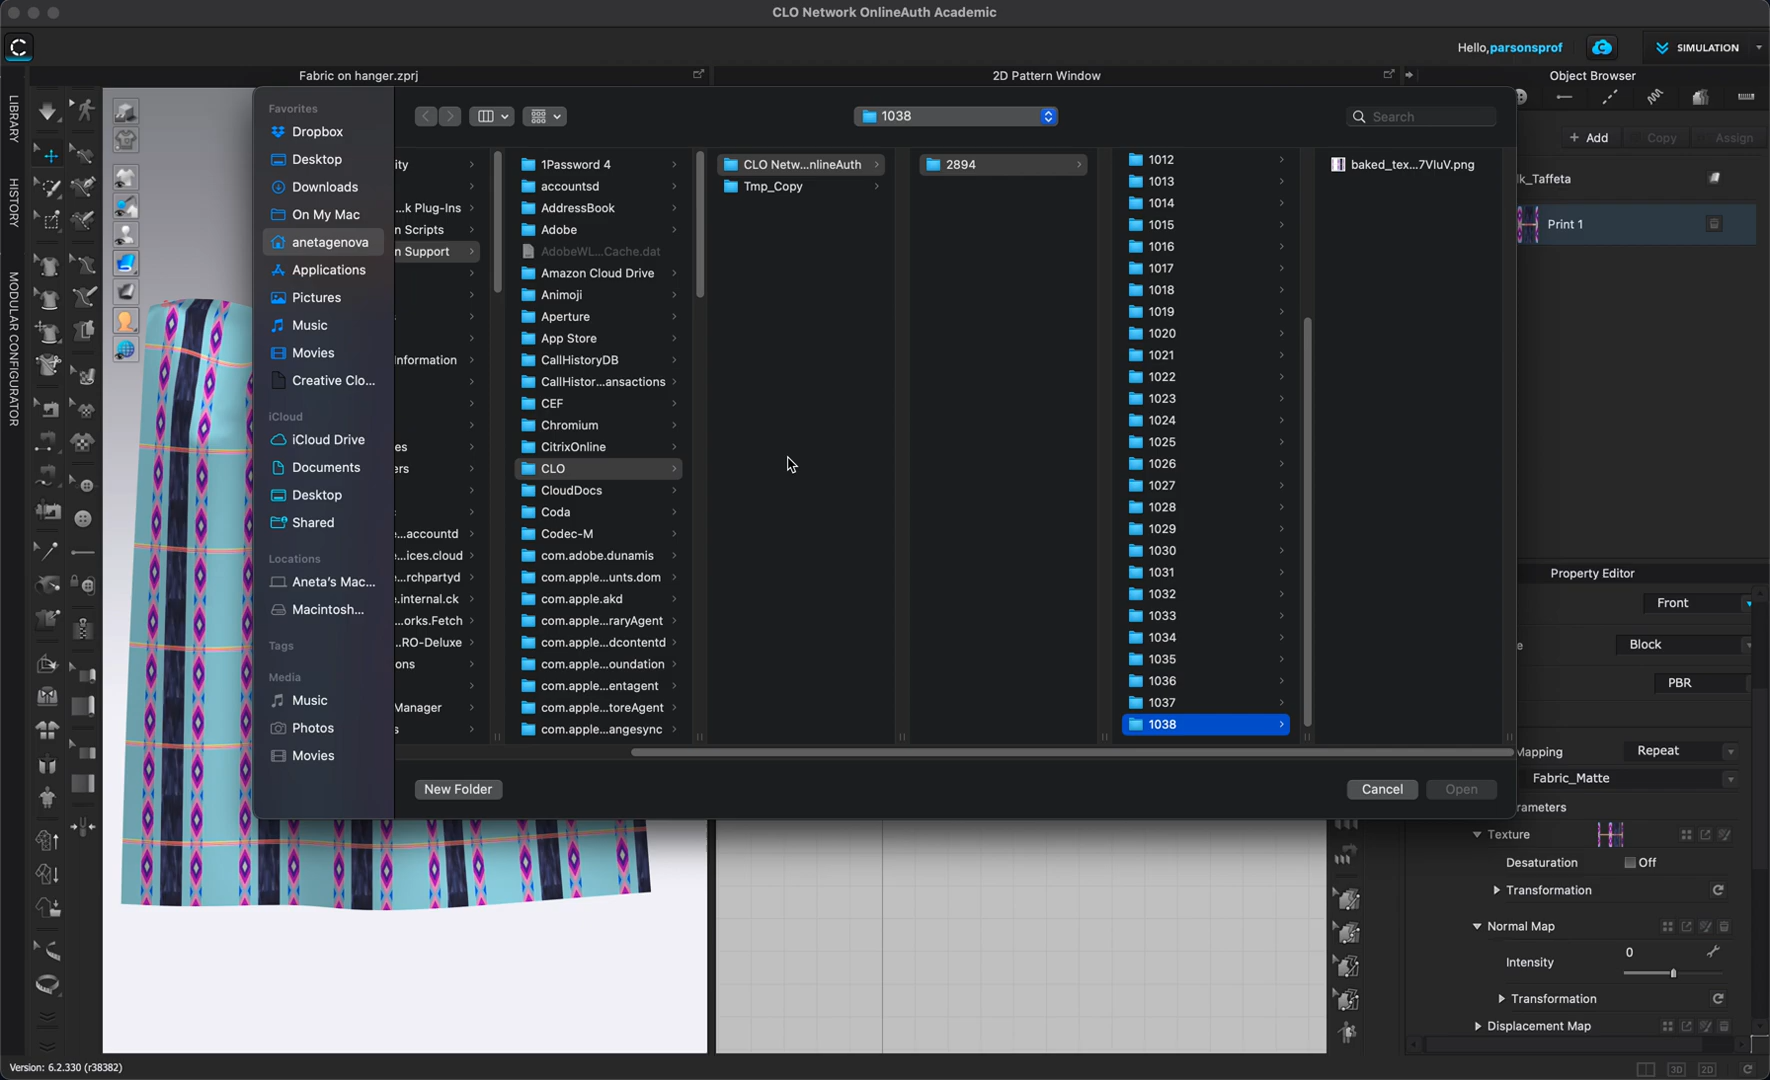 CLO Network OnlineAuth Academic
Hello, parsonsprof
SIMULATION
Fabric on hanger.zprj
2D Pattern Window
Object Browser
LIBRARY
HISTORY
MODULAR CONFIGURATOR
Favorites
Dropbox
Desktop
Downloads
On My Mac
anetagenova
Applications
Pictures
Music
Movies
Creative Clo...
iCloud
iCloud Drive
Documents
Desktop
Shared
Locations
Aneta's Mac...
Macintosh...
Tags
Media
Music
Photos
Movies
1038
Search
ity
...k Plug-Ins
n Scripts
n Support
nformation
es
ers
e...accountd
...ices.cloud
...rchpartyd
e.internal.ck
...orks.Fetch
...RO-Deluxe
ons
Manager
s
1Password 4
accountsd
AddressBook
Adobe
AdobeWL...Cache.dat
Amazon Cloud Drive
Animoji
Aperture
App Store
CallHistoryDB
CallHistor...ansactions
CEF
Chromium
CitrixOnline
CLO
CloudDocs
Coda
Codec-M
com.adobe.dunamis
com.apple...unts.dom
com.apple.akd
com.apple...raryAgent
com.apple...dcontentd
com.apple...oundation
com.apple...entagent
com.apple...toreAgent
com.apple...angesync
CLO Netw...nlineAuth
Tmp_Copy
2894
1012
1013
1014
1015
1016
1017
1018
1019
1020
1021
1022
1023
1024
1025
1026
1027
1028
1029
1030
1031
1032
1033
1034
1035
1036
1037
1038
baked_tex...7VluV.png
New Folder
Cancel
Open
+ Add
Copy
Assign
lk_Taffeta
Print 1
Property Editor
Front
e
Block
PBR
Mapping
Repeat
Fabric_Matte
rameters
Texture
Desaturation
Off
Transformation
Normal Map
0
Intensity
Transformation
Displacement Map
Version: 6.2.330 (r38382)
3D
2D